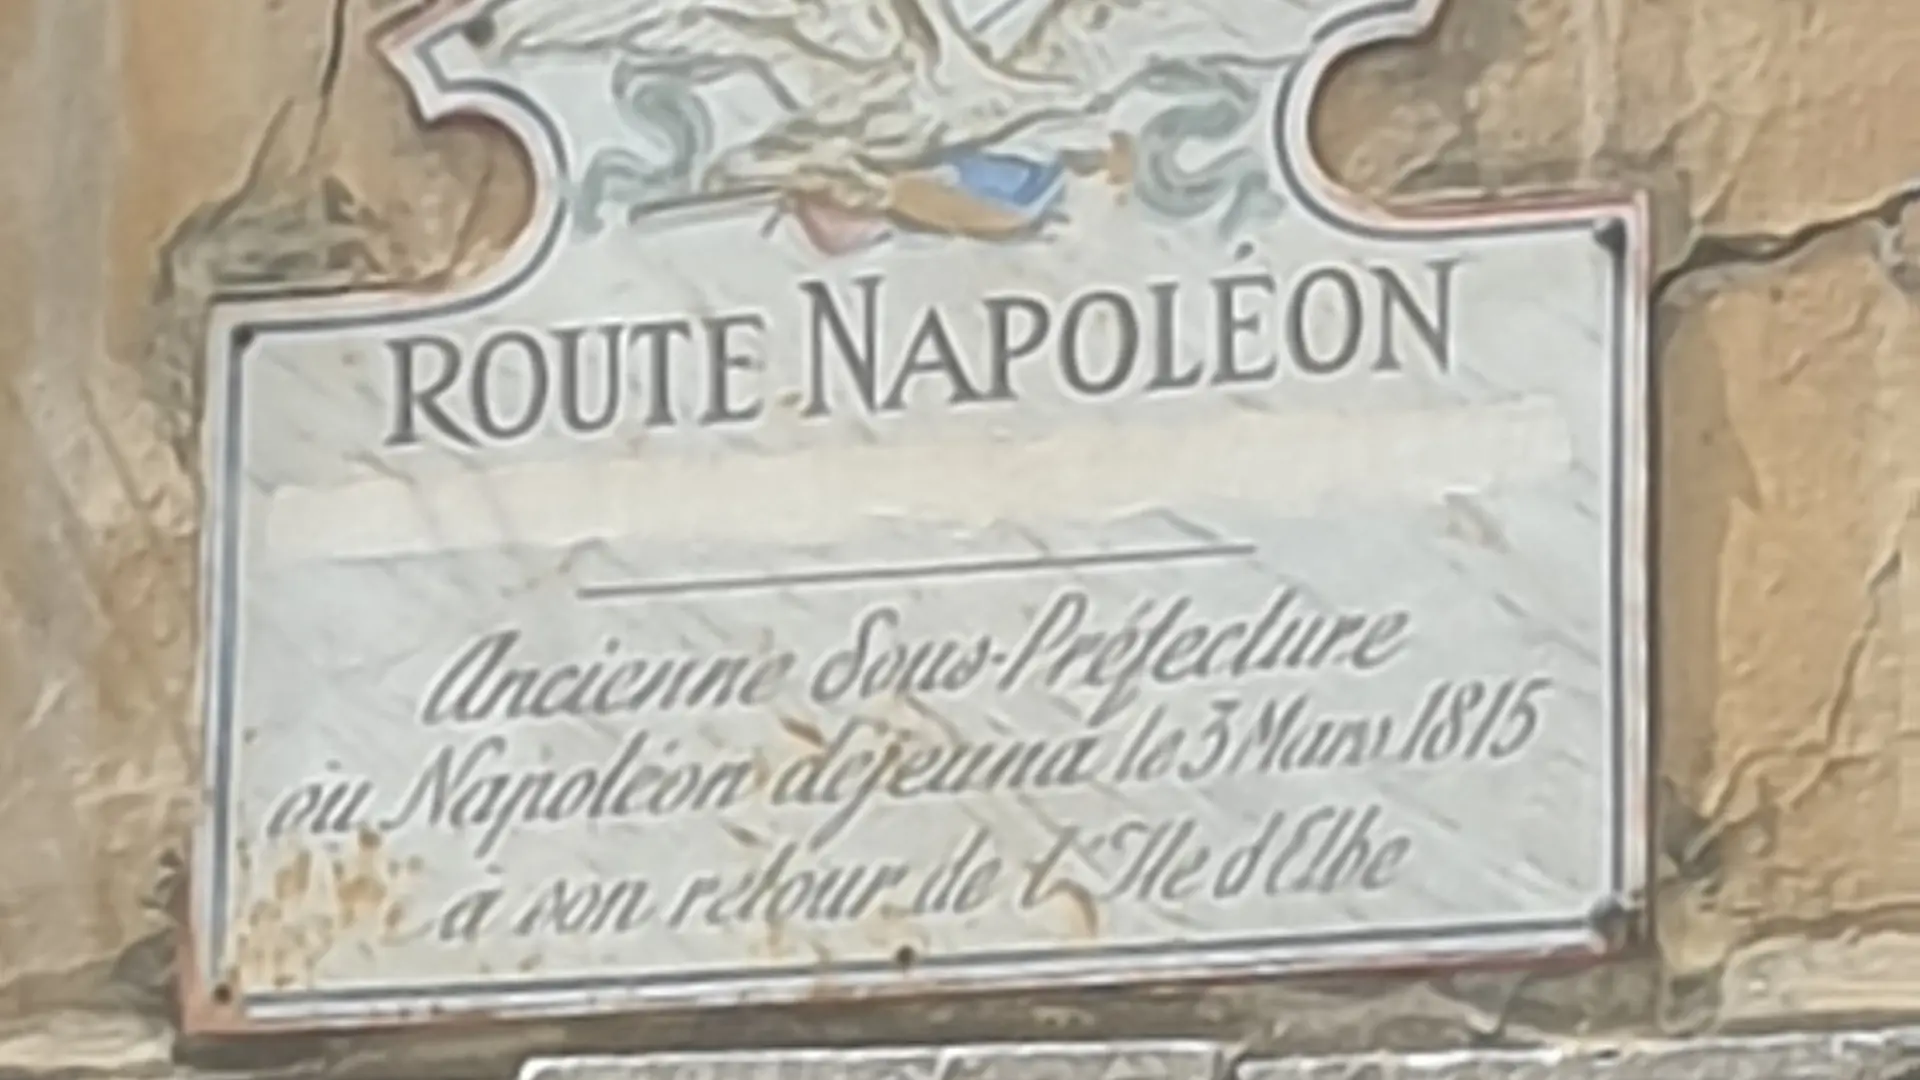 ROUTE NAPOLÉON
Ancienne Sous-Préfecture
où Napoléon déjeuna le 3 Mars 1815
à son retour de l'Ile d'Elbe